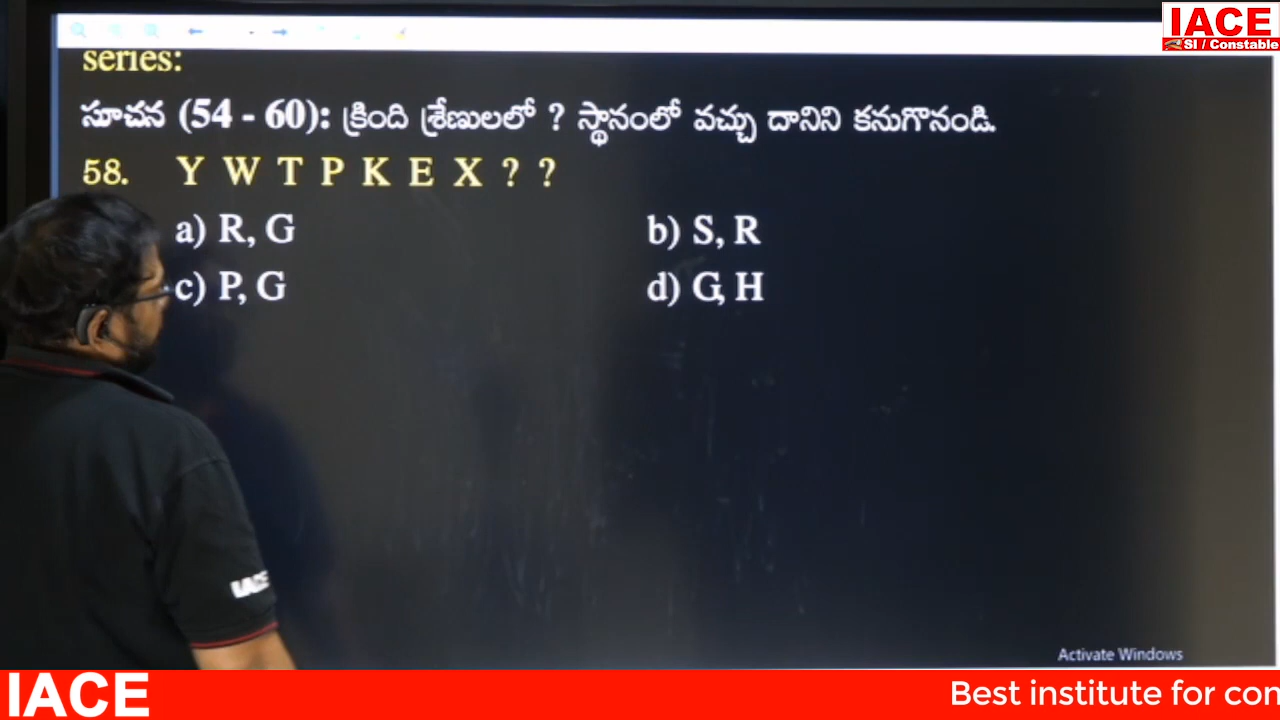 IACE
SI / Constable
series:
సూచన (54 - 60): క్రింది శ్రేణులలో ? స్థానంలో వచ్చు దానిని కనుగొనండి.
58. Y W T P K E X ? ?
a) R, G b) S, R
c) P, G d) G, H
IACE
Activate Windows
IACE Best institute for con